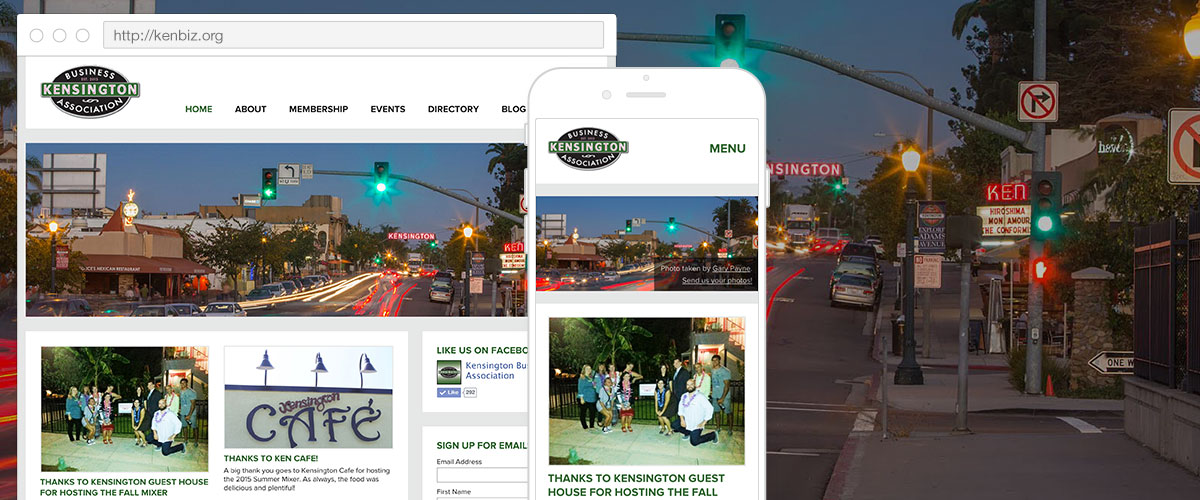 http://kenbiz.org
BUSINESS
EST. 2015
KENSINGTON
ASSOCIATION
HOME ABOUT MEMBERSHIP EVENTS DIRECTORY BLOG
KENSINGTON
KEN
THANKS TO KENSINGTON GUEST HOUSE
FOR HOSTING THE FALL MIXER
Kensington
CAFÉ
THANKS TO KEN CAFE!
A big thank you goes to Kensington Cafe for hosting
the 2015 Summer Mixer. As always, the food was
delicious and plentiful!
LIKE US ON FACEBO
Kensington Bu
Association
Like 292
SIGN UP FOR EMAIL
Email Address
First Name
BUSINESS
KENSINGTON
ASSOCIATION
MENU
KENSINGTON
KEN
Photo taken by Gary Payne.
Send us your photos!
THANKS TO KENSINGTON GUEST
HOUSE FOR HOSTING THE FALL
NSINGTON
KEN
HIROSHIMA
MON AMOUR
THE CONFORMIS
EXPLORE
ADAMS
AVENUE
ONE W